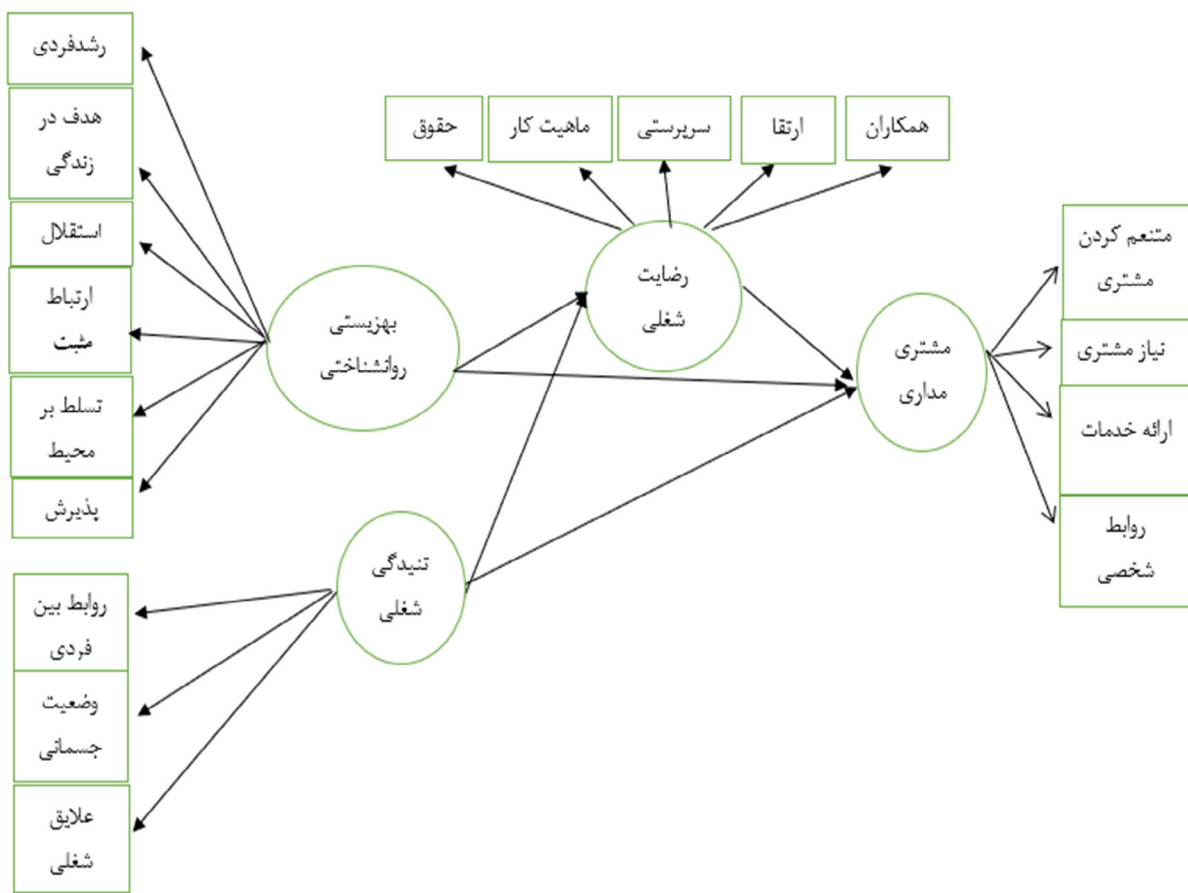 رشدفردی
هدف در
زندگی
استقلال
ارتباط
مثبت
تسلط بر
محیط
پذیرش
بهزیستی
روانشناختی
حقوق
ماهیت کار
سرپرستی
ارتقا
همکاران
رضایت
شغلی
مشتری
مداری
متنعم کردن
مشتری
نیاز مشتری
ارائه خدمات
روابط
شخصی
تنیدگی
شغلی
روابط بین
فردی
وضعیت
جسمانی
علایق
شغلی